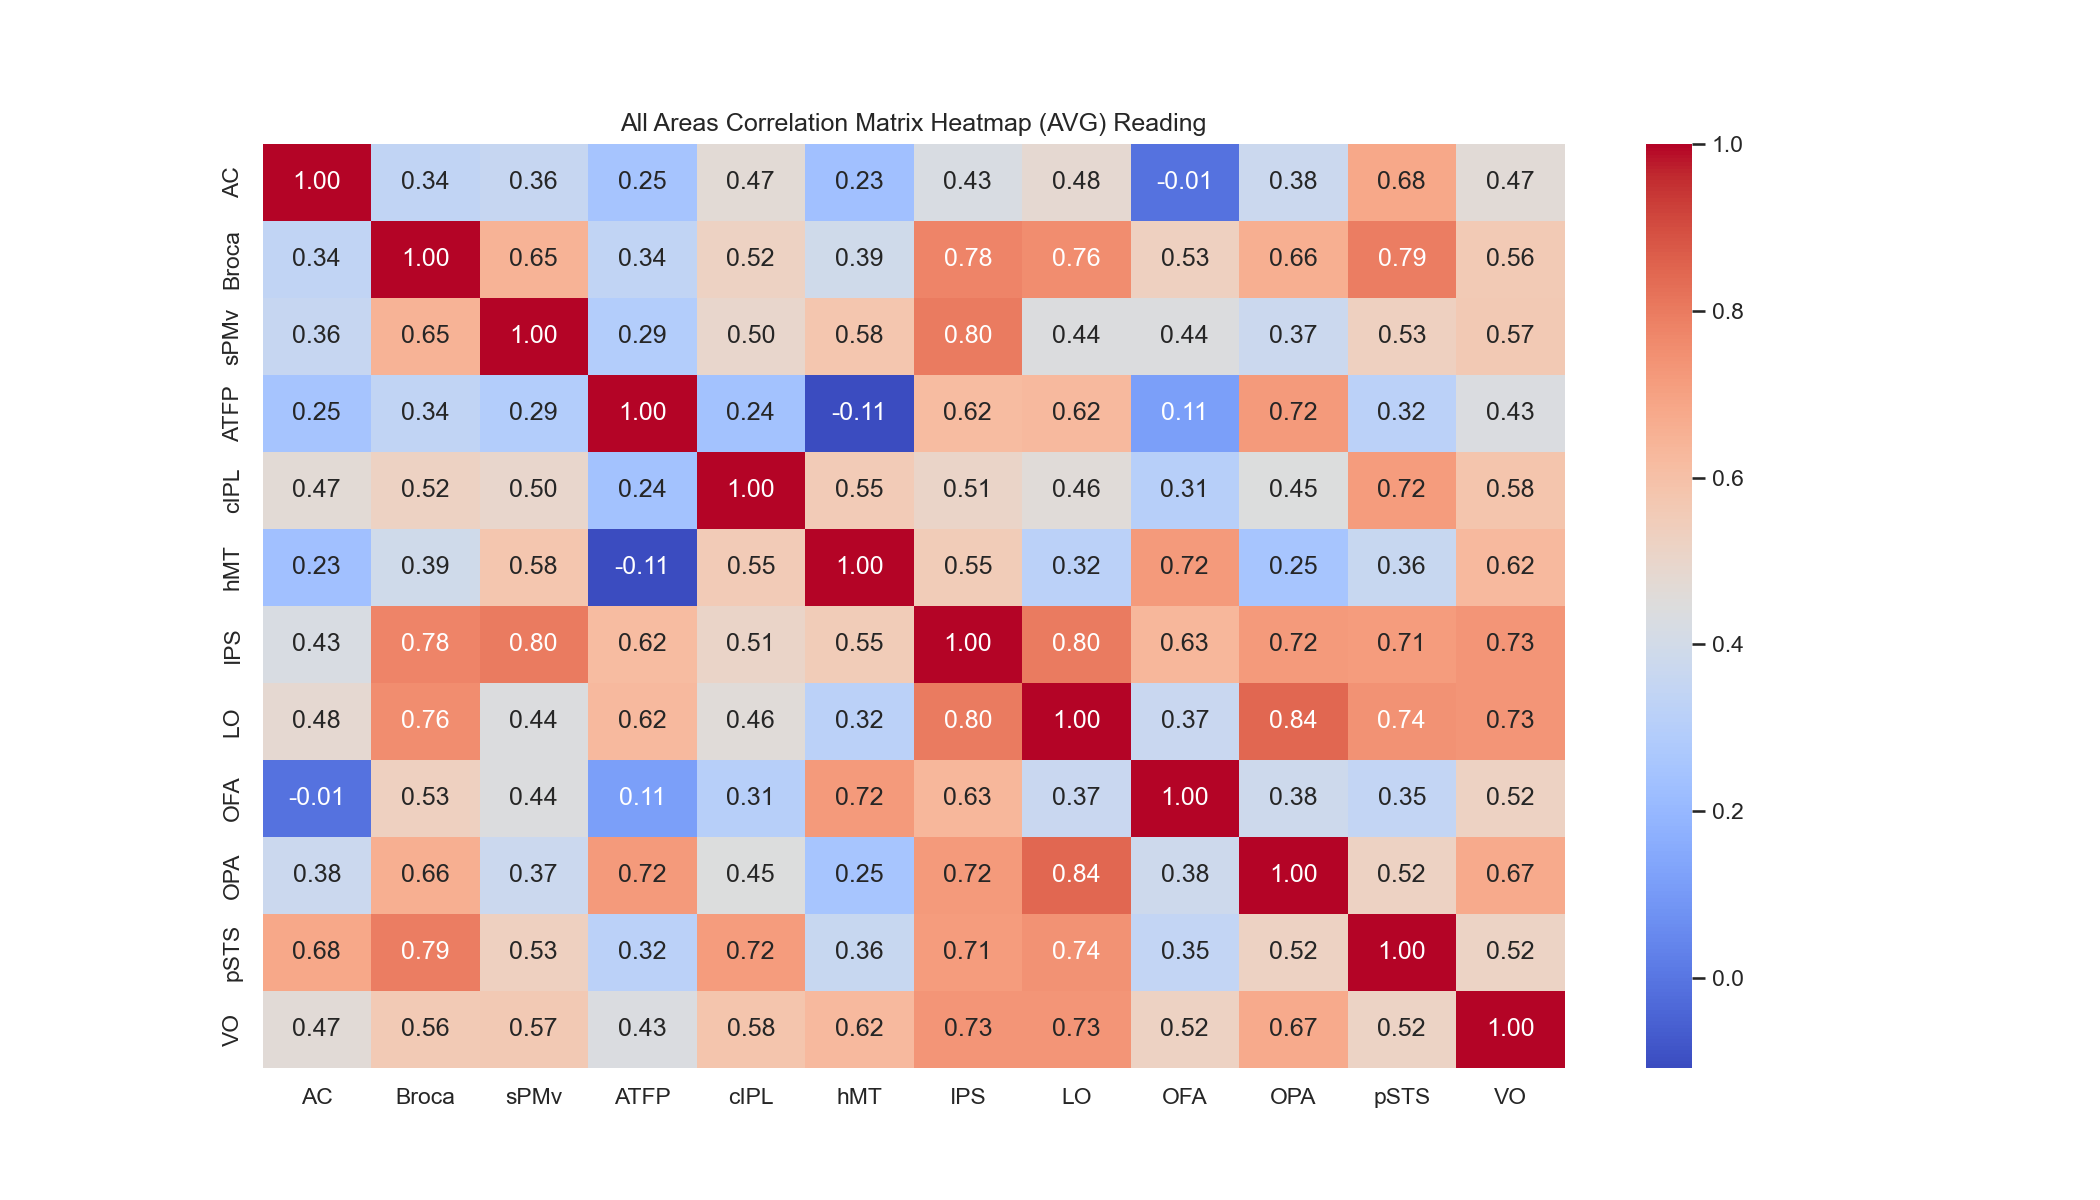 All Areas Correlation Matrix Heatmap (AVG) Reading
AC 1.00 0.34 0.36 0.25 0.47 0.23 0.43 0.48 -0.01 0.38 0.68 0.47
Broca 0.34 1.00 0.65 0.34 0.52 0.39 0.78 0.76 0.53 0.66 0.79 0.56
sPMv 0.36 0.65 1.00 0.29 0.50 0.58 0.80 0.44 0.44 0.37 0.53 0.57
ATFP 0.25 0.34 0.29 1.00 0.24 -0.11 0.62 0.62 0.11 0.72 0.32 0.43
cIPL 0.47 0.52 0.50 0.24 1.00 0.55 0.51 0.46 0.31 0.45 0.72 0.58
hMT 0.23 0.39 0.58 -0.11 0.55 1.00 0.55 0.32 0.72 0.25 0.36 0.62
IPS 0.43 0.78 0.80 0.62 0.51 0.55 1.00 0.80 0.63 0.72 0.71 0.73
LO 0.48 0.76 0.44 0.62 0.46 0.32 0.80 1.00 0.37 0.84 0.74 0.73
OFA -0.01 0.53 0.44 0.11 0.31 0.72 0.63 0.37 1.00 0.38 0.35 0.52
OPA 0.38 0.66 0.37 0.72 0.45 0.25 0.72 0.84 0.38 1.00 0.52 0.67
pSTS 0.68 0.79 0.53 0.32 0.72 0.36 0.71 0.74 0.35 0.52 1.00 0.52
VO 0.47 0.56 0.57 0.43 0.58 0.62 0.73 0.73 0.52 0.67 0.52 1.00
AC Broca sPMv ATFP cIPL hMT IPS LO OFA OPA pSTS VO
1.0
0.8
0.6
0.4
0.2
0.0